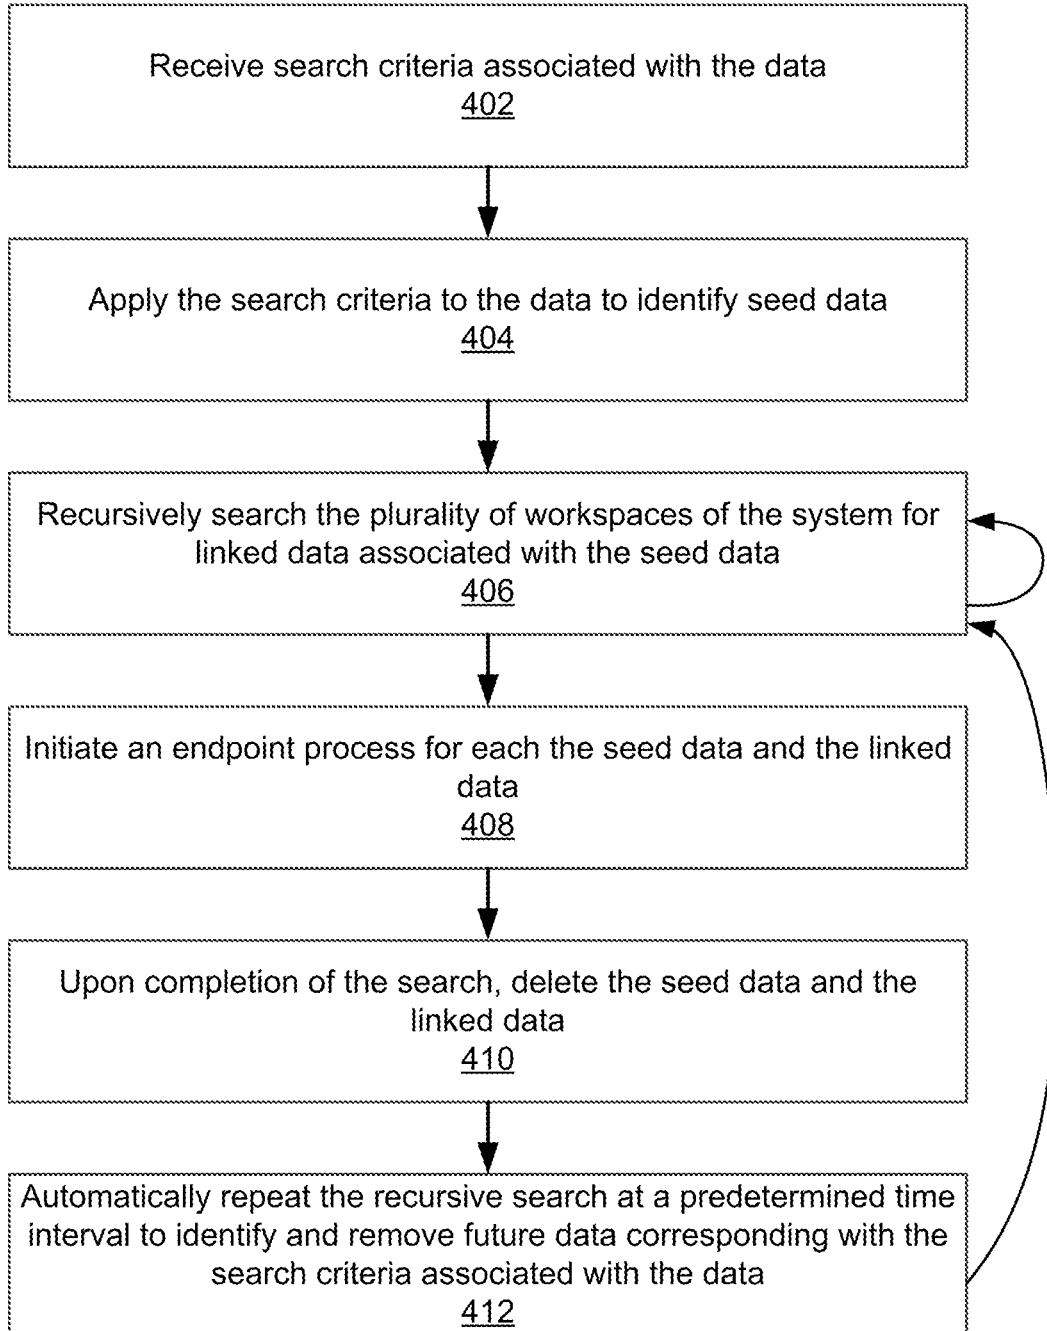 Receive search criteria associated with the data
402
Apply the search criteria to the data to identify seed data
404
Recursively search the plurality of workspaces of the system for
linked data associated with the seed data
406
Initiate an endpoint process for each the seed data and the linked
data
408
Upon completion of the search, delete the seed data and the
linked data
410
Automatically repeat the recursive search at a predetermined time
interval to identify and remove future data corresponding with the
search criteria associated with the data
412